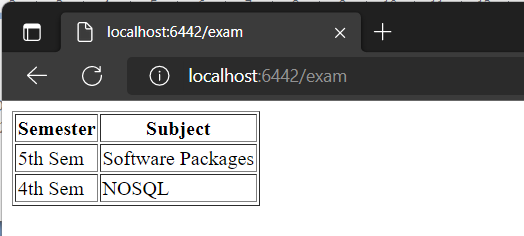 localhost:6442/exam
localhost:6442/exam
Semester Subject
5th Sem Software Packages
4th Sem NOSQL